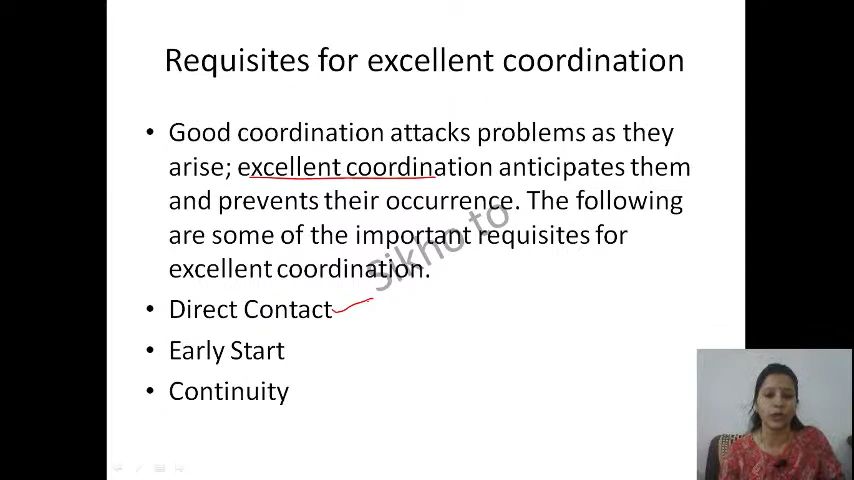 Requisites for excellent coordination
• Good coordination attacks problems as they
arise; excellent coordination anticipates them
and prevents their occurrence. The following
are some of the important requisites for
excellent coordination.
• Direct Contact
• Early Start
• Continuity
Sikho to